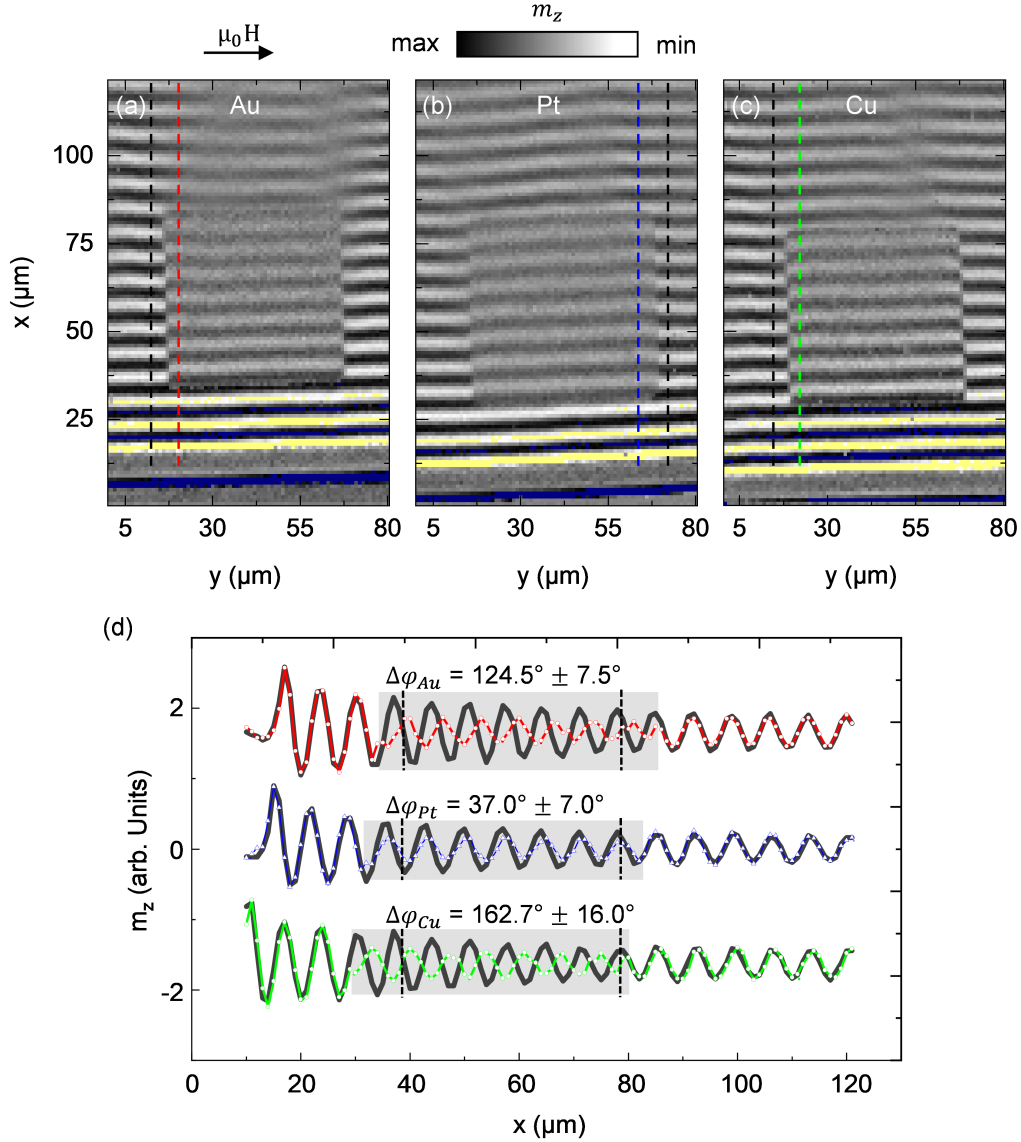 μ₀H
m_z
max
min
(a) Au
(b) Pt
(c) Cu
100
75
50
25
x (μm)
5 30 55 80
5 30 55 80
5 30 55 80
y (μm)
y (μm)
y (μm)
(d)
Δφ_Au = 124.5° ± 7.5°
Δφ_Pt = 37.0° ± 7.0°
Δφ_Cu = 162.7° ± 16.0°
2
0
-2
m_z (arb. Units)
0 20 40 60 80 100 120
x (μm)